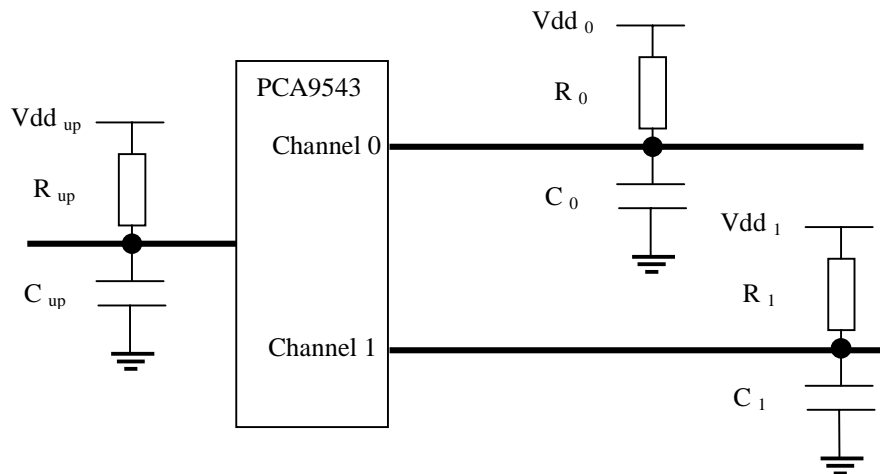 Vdd 0
PCA9543
R 0
Vdd up
Channel 0
R up
C 0
Vdd 1
C up
R 1
Channel 1
C 1